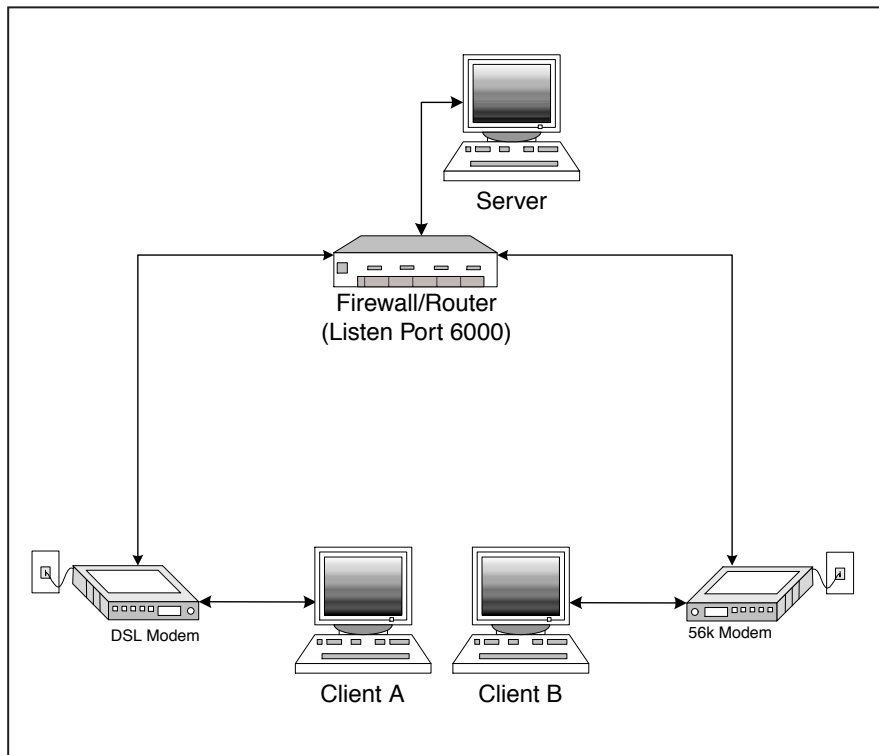 Server
Firewall/Router
(Listen Port 6000)
DSL Modem
56k Modem
Client A
Client B